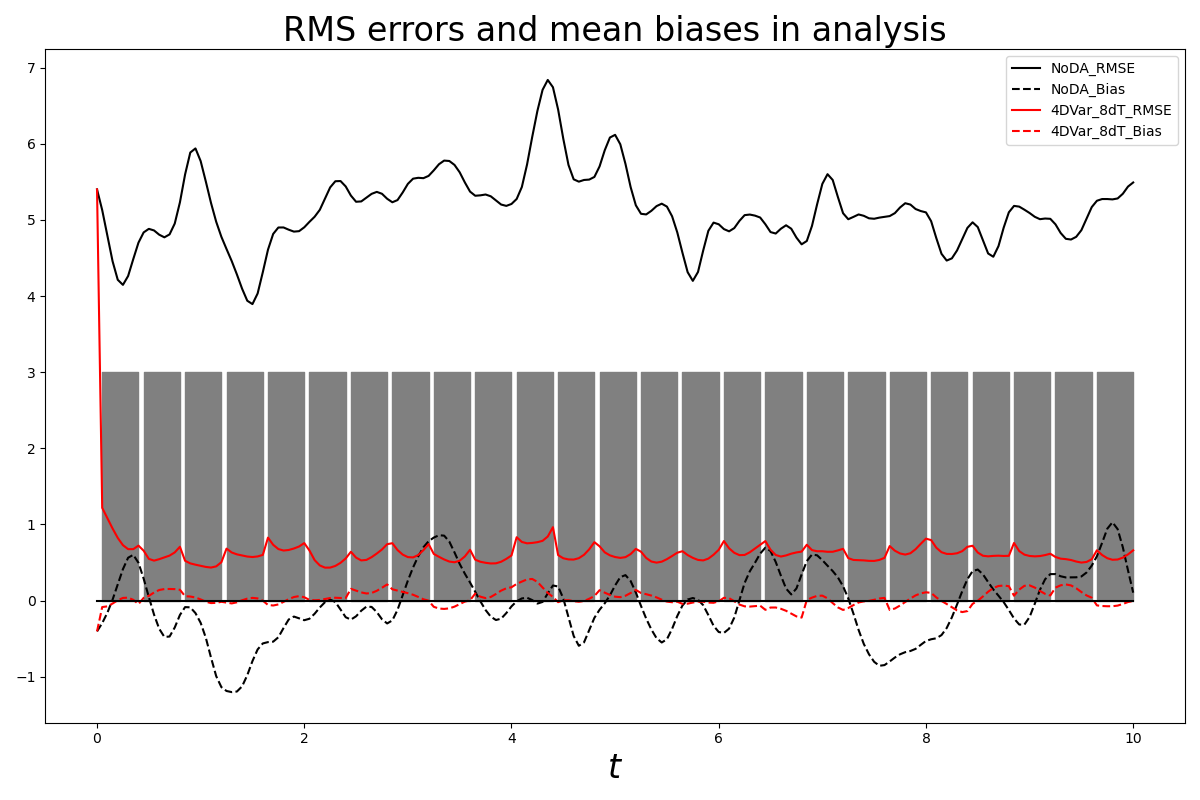 RMS errors and mean biases in analysis
NoDA_RMSE
NoDA_Bias
4DVar_8dT_RMSE
4DVar_8dT_Bias
7
6
5
4
3
2
1
0
−1
0 2 4 6 8 10
t